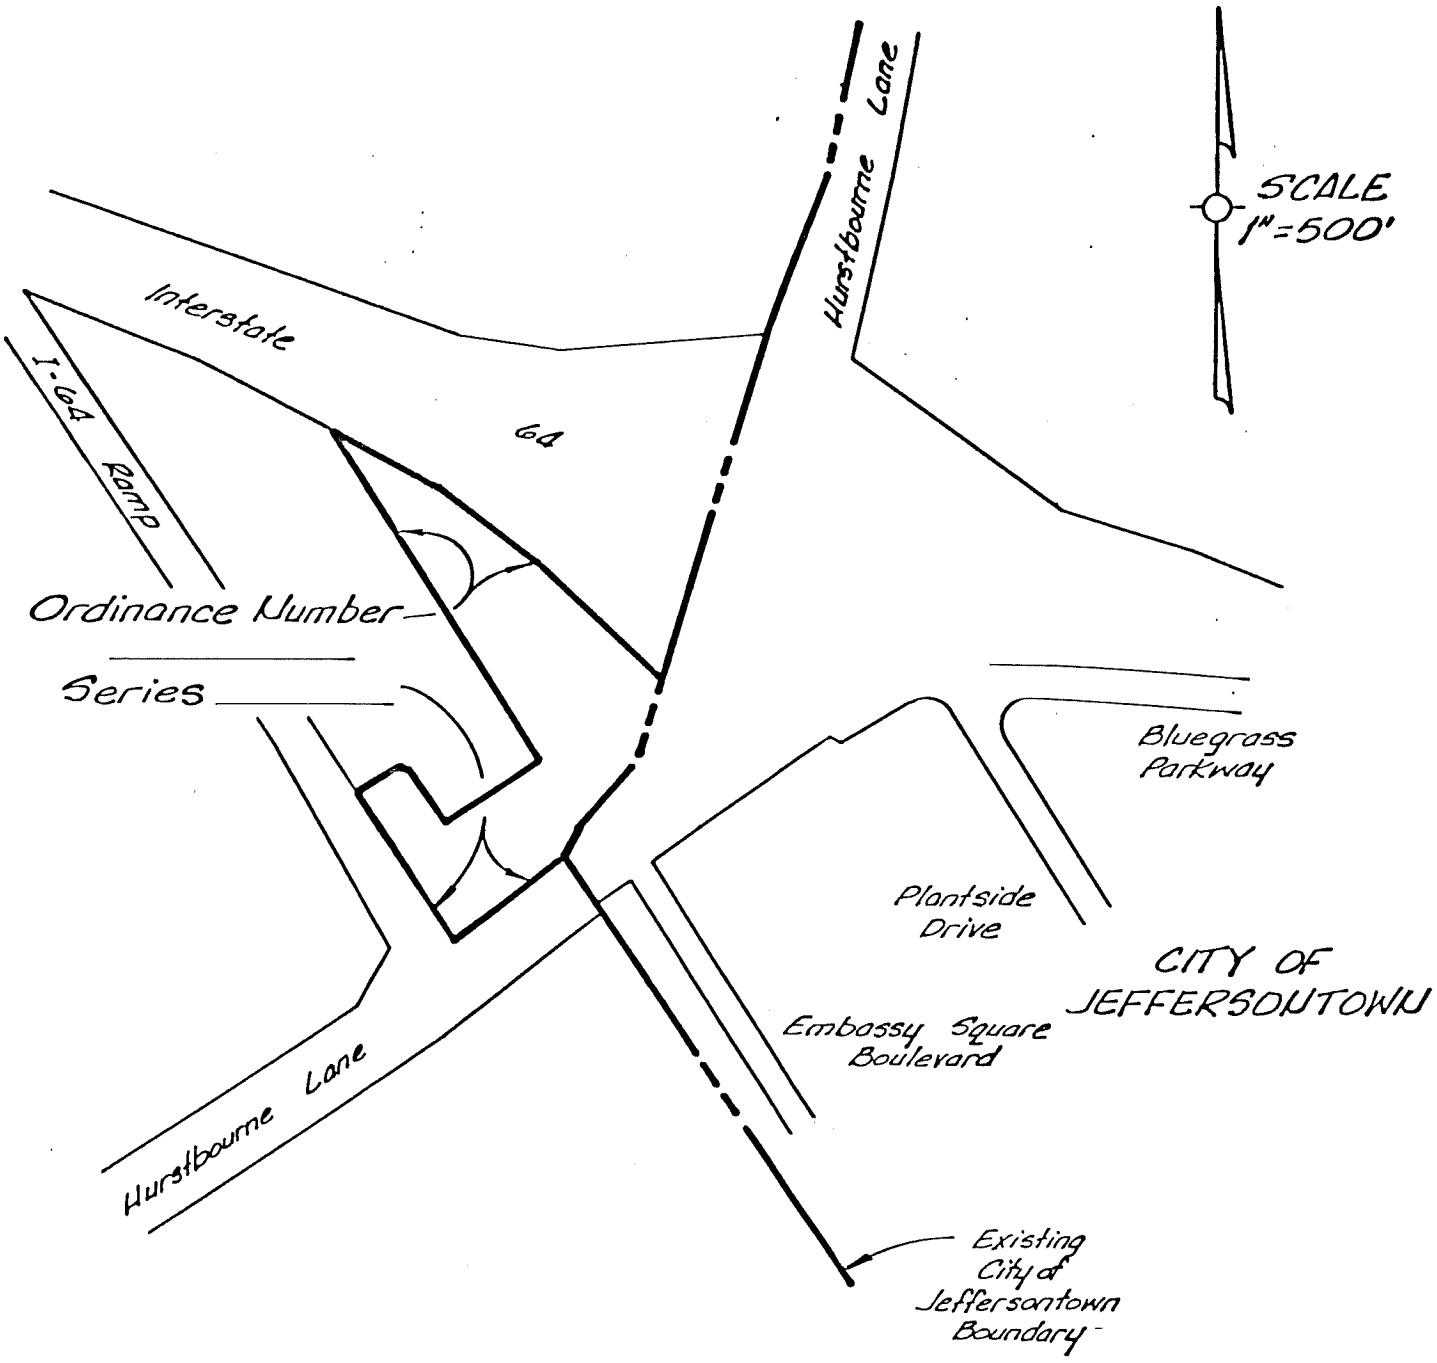 Hurstbourne Lane
SCALE
1"=500'
Interstate
64
I-64 Ramp
Ordinance Number
Series
Bluegrass
Parkway
Plantside
Drive
CITY OF
JEFFERSONTOWN
Embassy Square
Boulevard
Hurstbourne Lane
Existing
City of
Jeffersontown
Boundary